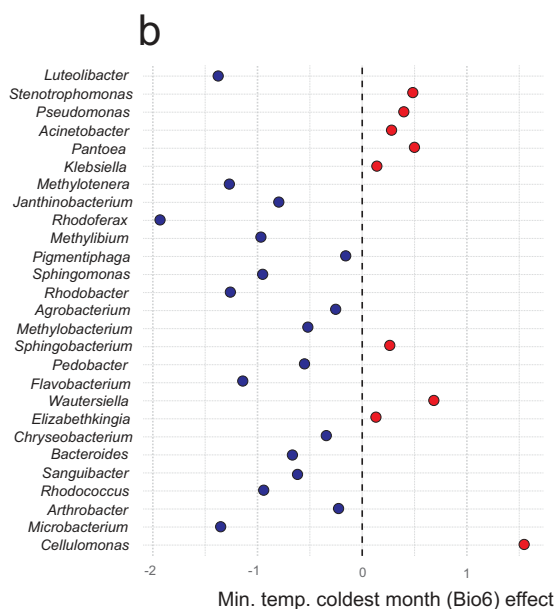 b
Luteolibacter
Stenotrophomonas
Pseudomonas
Acinetobacter
Pantoea
Klebsiella
Methylotenera
Janthinobacterium
Rhodoferax
Methylibium
Pigmentiphaga
Sphingomonas
Rhodobacter
Agrobacterium
Methylobacterium
Sphingobacterium
Pedobacter
Flavobacterium
Wautersiella
Elizabethkingia
Chryseobacterium
Bacteroides
Sanguibacter
Rhodococcus
Arthrobacter
Microbacterium
Cellulomonas
-2 -1 0 1
Min. temp. coldest month (Bio6) effect